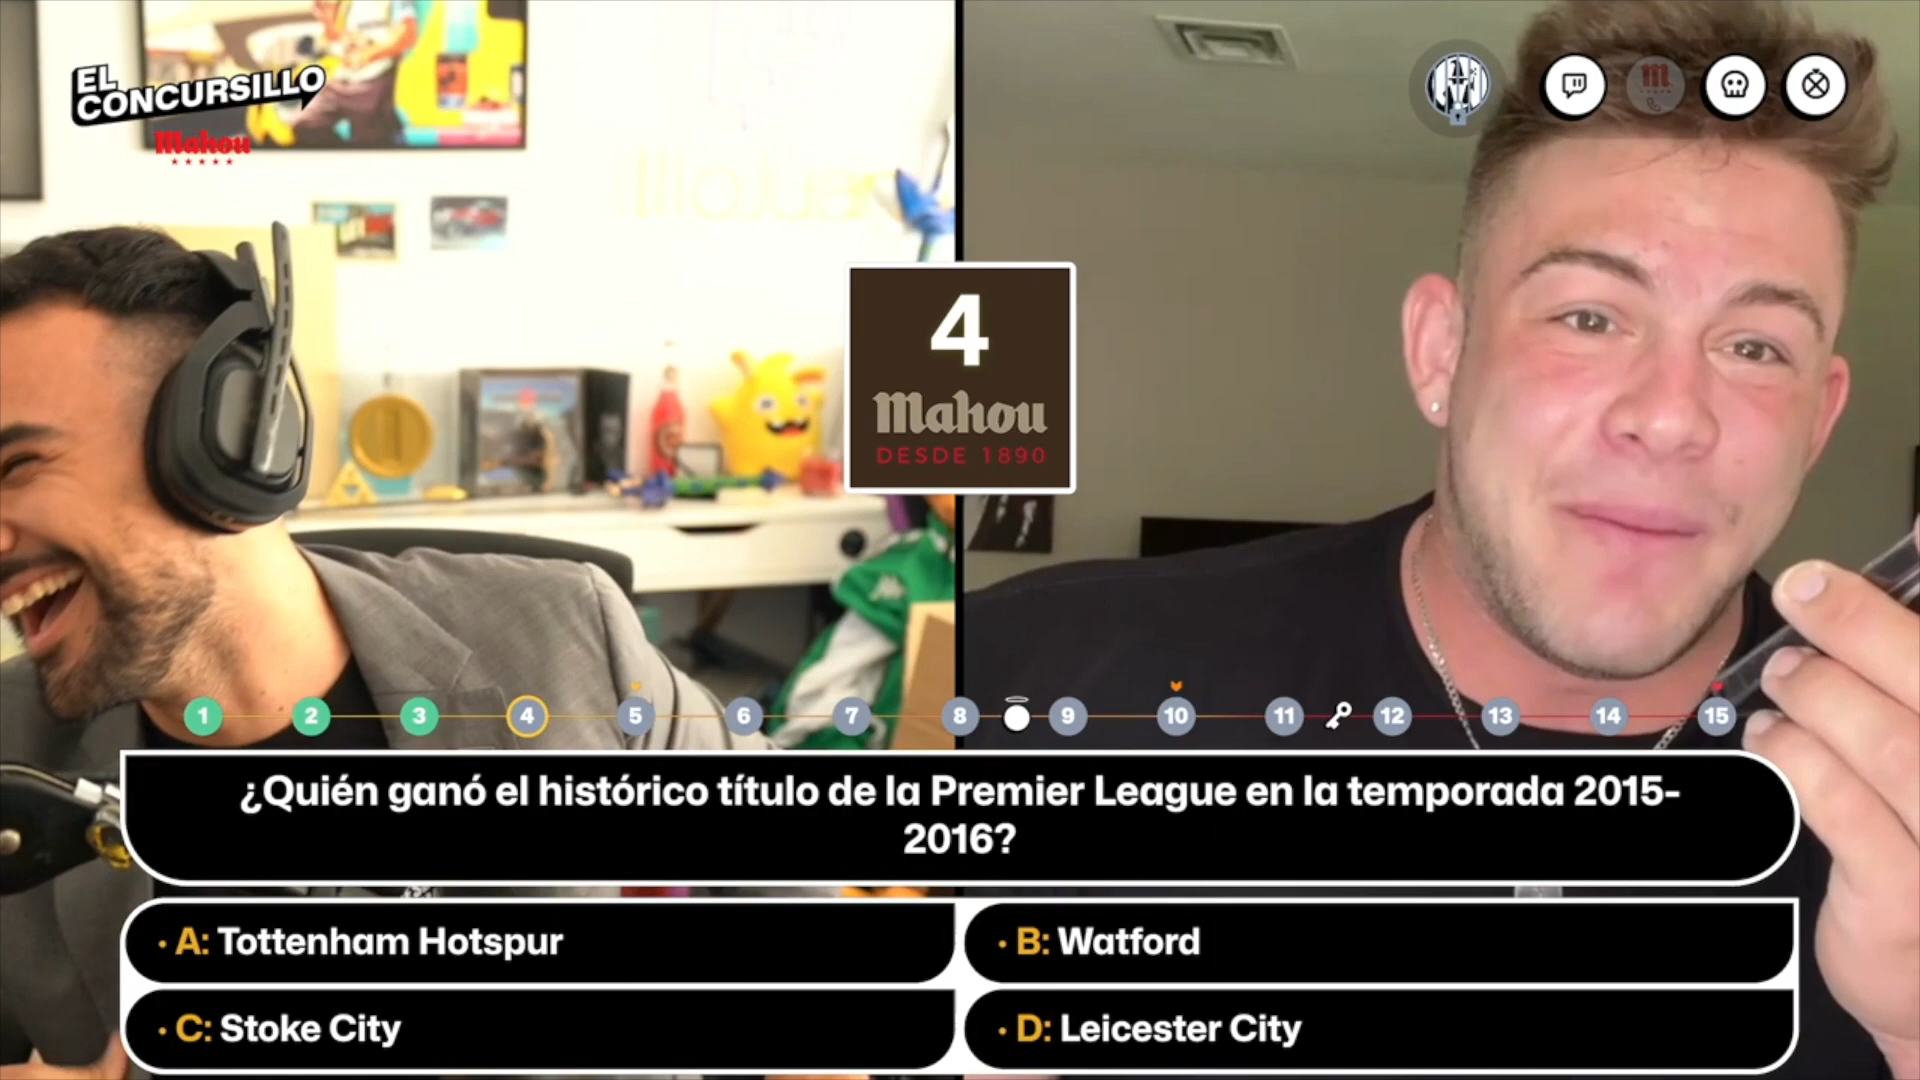 EL
CONCURSILLO
Mahou
4
Mahou
DESDE 1890
1 2 3 4 5 6 7 8 9 10 11 12 13 14 15
¿Quién ganó el histórico título de la Premier League en la temporada 2015-
2016?
· A: Tottenham Hotspur
· B: Watford
· C: Stoke City
· D: Leicester City